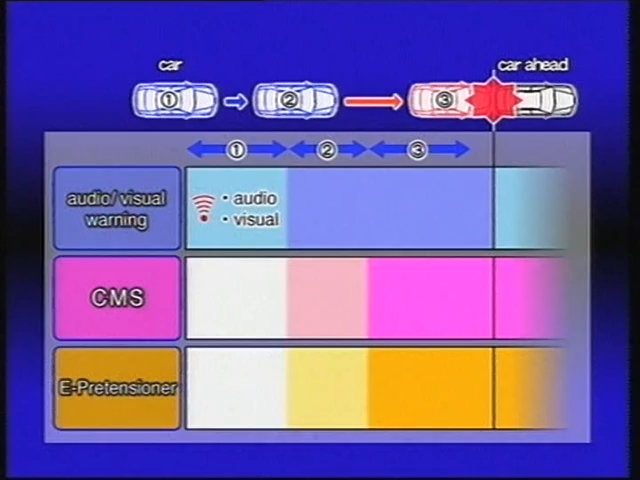 car
car ahead
① ② ③
① ② ③
audio/visual
warning
• audio
• visual
CMS
E-Pretensioner